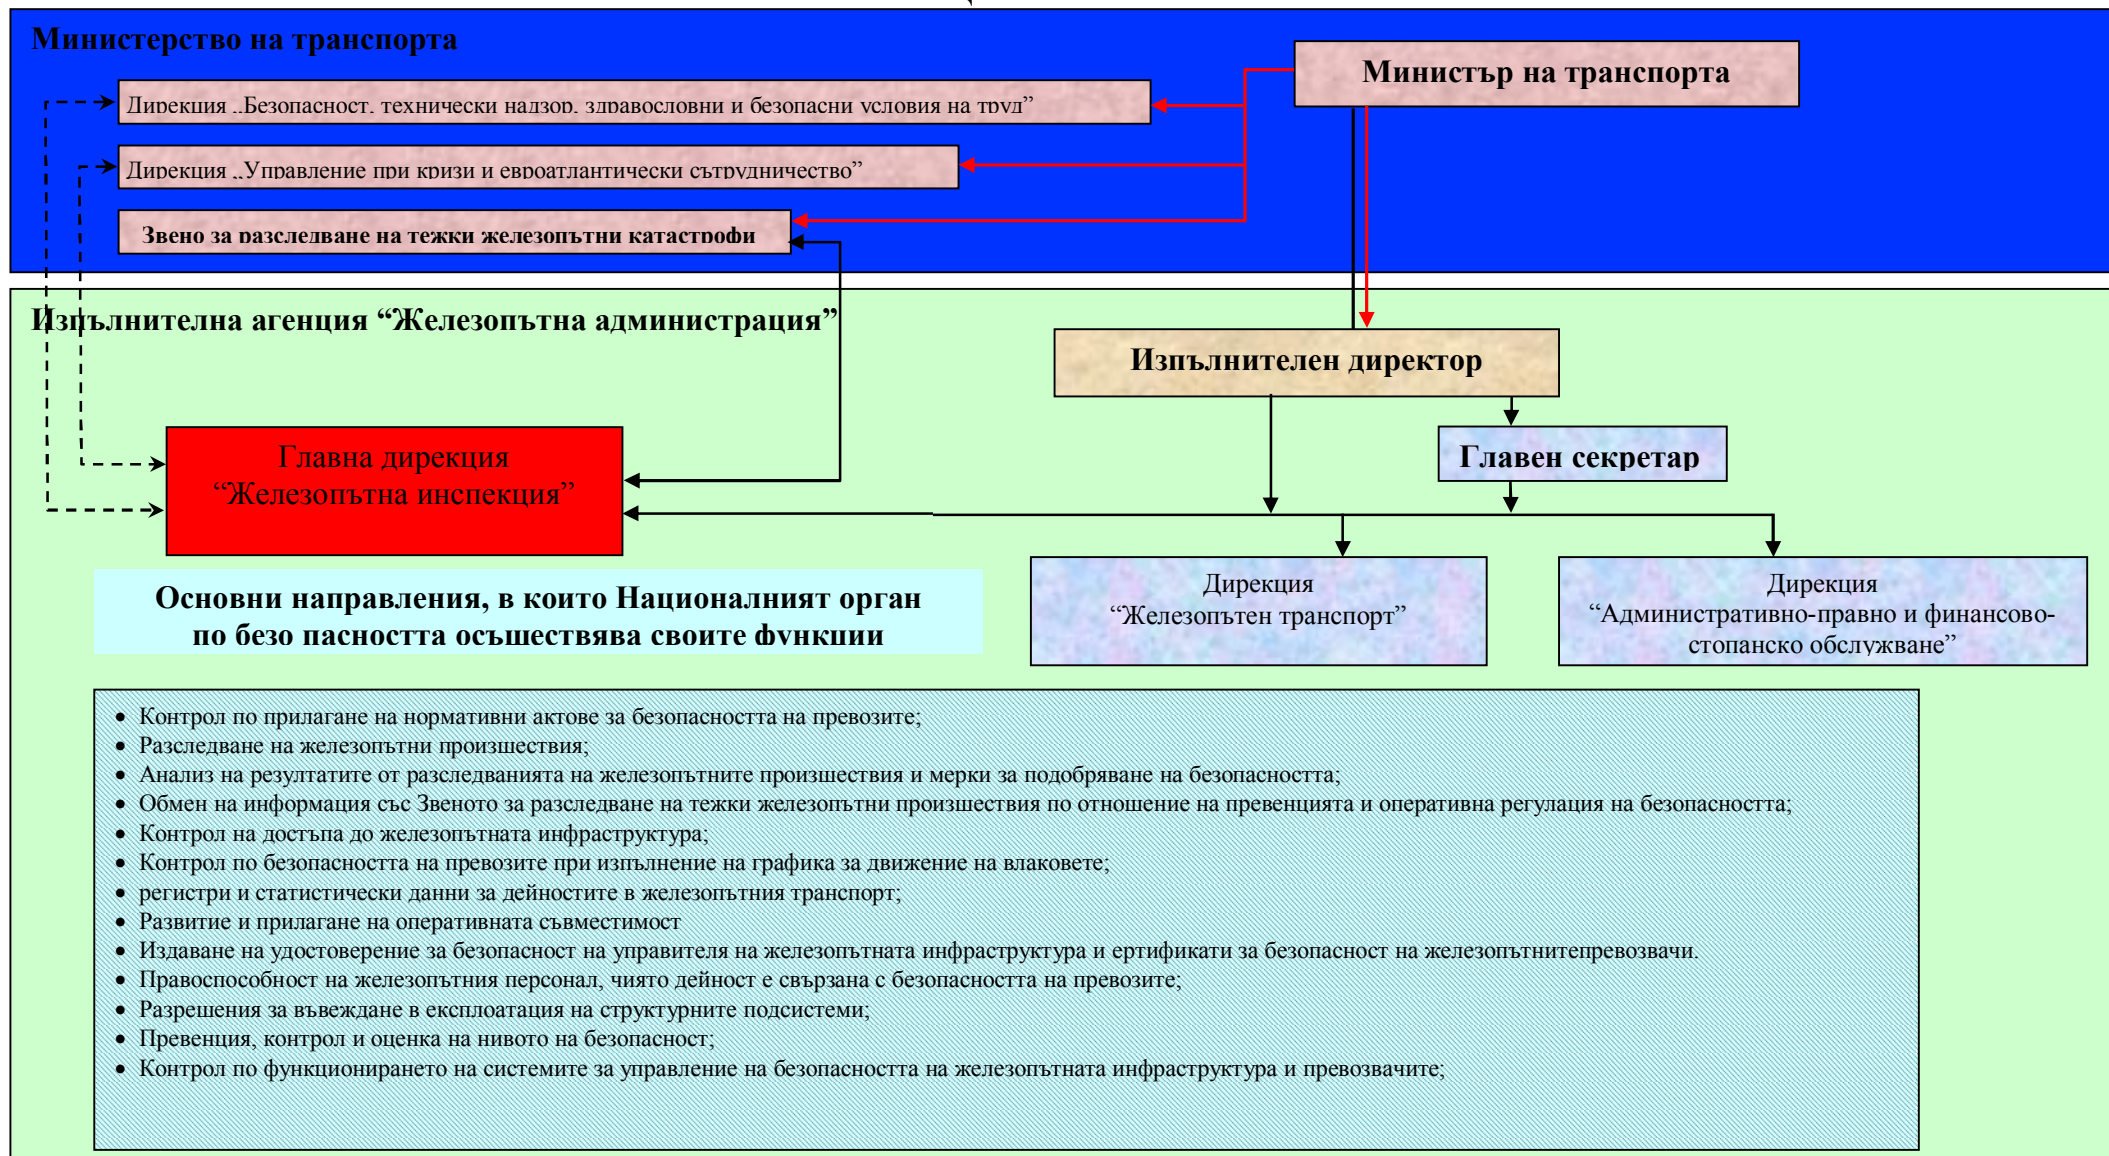 Министерство на транспорта
Министър на транспорта
Дирекция „Безопасност, технически надзор, здравословни и безопасни условия на труд”
Дирекция „Управление при кризи и евроатлантически сътрудничество”
Звено за разследване на тежки железопътни катастрофи
Изпълнителна агенция “Железопътна администрация”
Изпълнителен директор
Главен секретар
Главна дирекция
“Железопътна инспекция”
Основни направления, в които Националният орган
по безо пасността осъществява своите функции
Дирекция
“Железопътен транспорт”
Дирекция
“Административно-правно и финансово-
стопанско обслужване”
• Контрол по прилагане на нормативни актове за безопасността на превозите;
• Разследване на железопътни произшествия;
• Анализ на резултатите от разследванията на железопътните произшествия и мерки за подобряване на безопасността;
• Обмен на информация със Звеното за разследване на тежки железопътни произшествия по отношение на превенцията и оперативна регулация на безопасността;
• Контрол на достъпа до железопътната инфраструктура;
• Контрол по безопасността на превозите при изпълнение на графика за движение на влаковете;
• регистри и статистически данни за дейностите в железопътния транспорт;
• Развитие и прилагане на оперативната съвместимост
• Издаване на удостоверение за безопасност на управителя на железопътната инфраструктура и ертификати за безопасност на железопътнитепревозвачи.
• Правоспособност на железопътния персонал, чиято дейност е свързана с безопасността на превозите;
• Разрешения за въвеждане в експлоатация на структурните подсистеми;
• Превенция, контрол и оценка на нивото на безопасност;
• Контрол по функционирането на системите за управление на безопасността на железопътната инфраструктура и превозвачите;